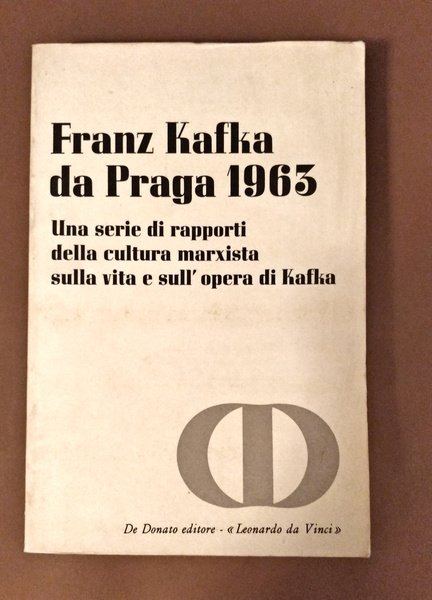 Franz Kafka
da Praga 1963
Una serie di rapporti
della cultura marxista
sulla vita e sull'opera di Kafka
De Donato editore - « Leonardo da Vinci »